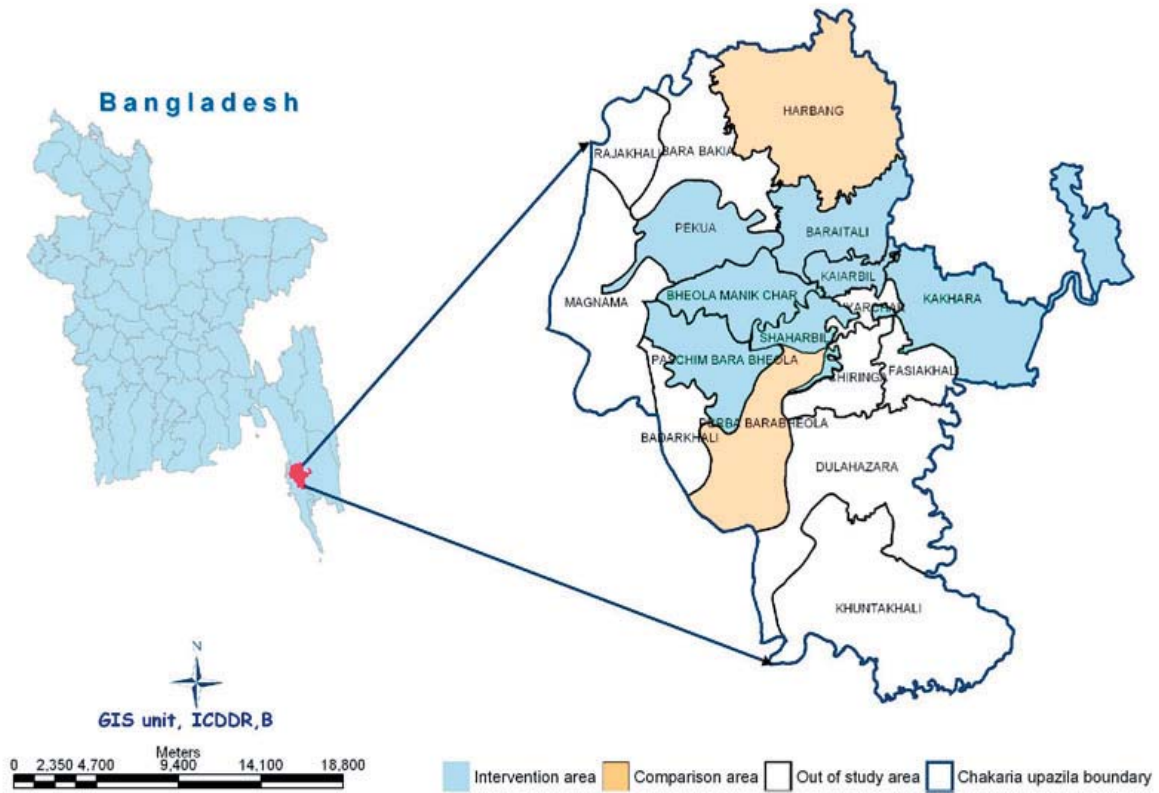 Bangladesh
HARBANG
RAJAKHALI
BARA BAKIA
PEKUA
BARAITALI
KAIARBIL
MAGNAMA
BHEOLA MANIK CHAR
KAKHARA
SHAHARBIL
PASCHIM BARA BHEOLA
FASIAKHALI
BARABHEOLA
BADARKHALI
DULAHAZARA
KHUNTAKHALI
N
GIS unit, ICDDR,B
Meters
0 2,350 4,700 9,400 14,100 18,800
Intervention area Comparison area Out of study area Chakaria upazila boundary